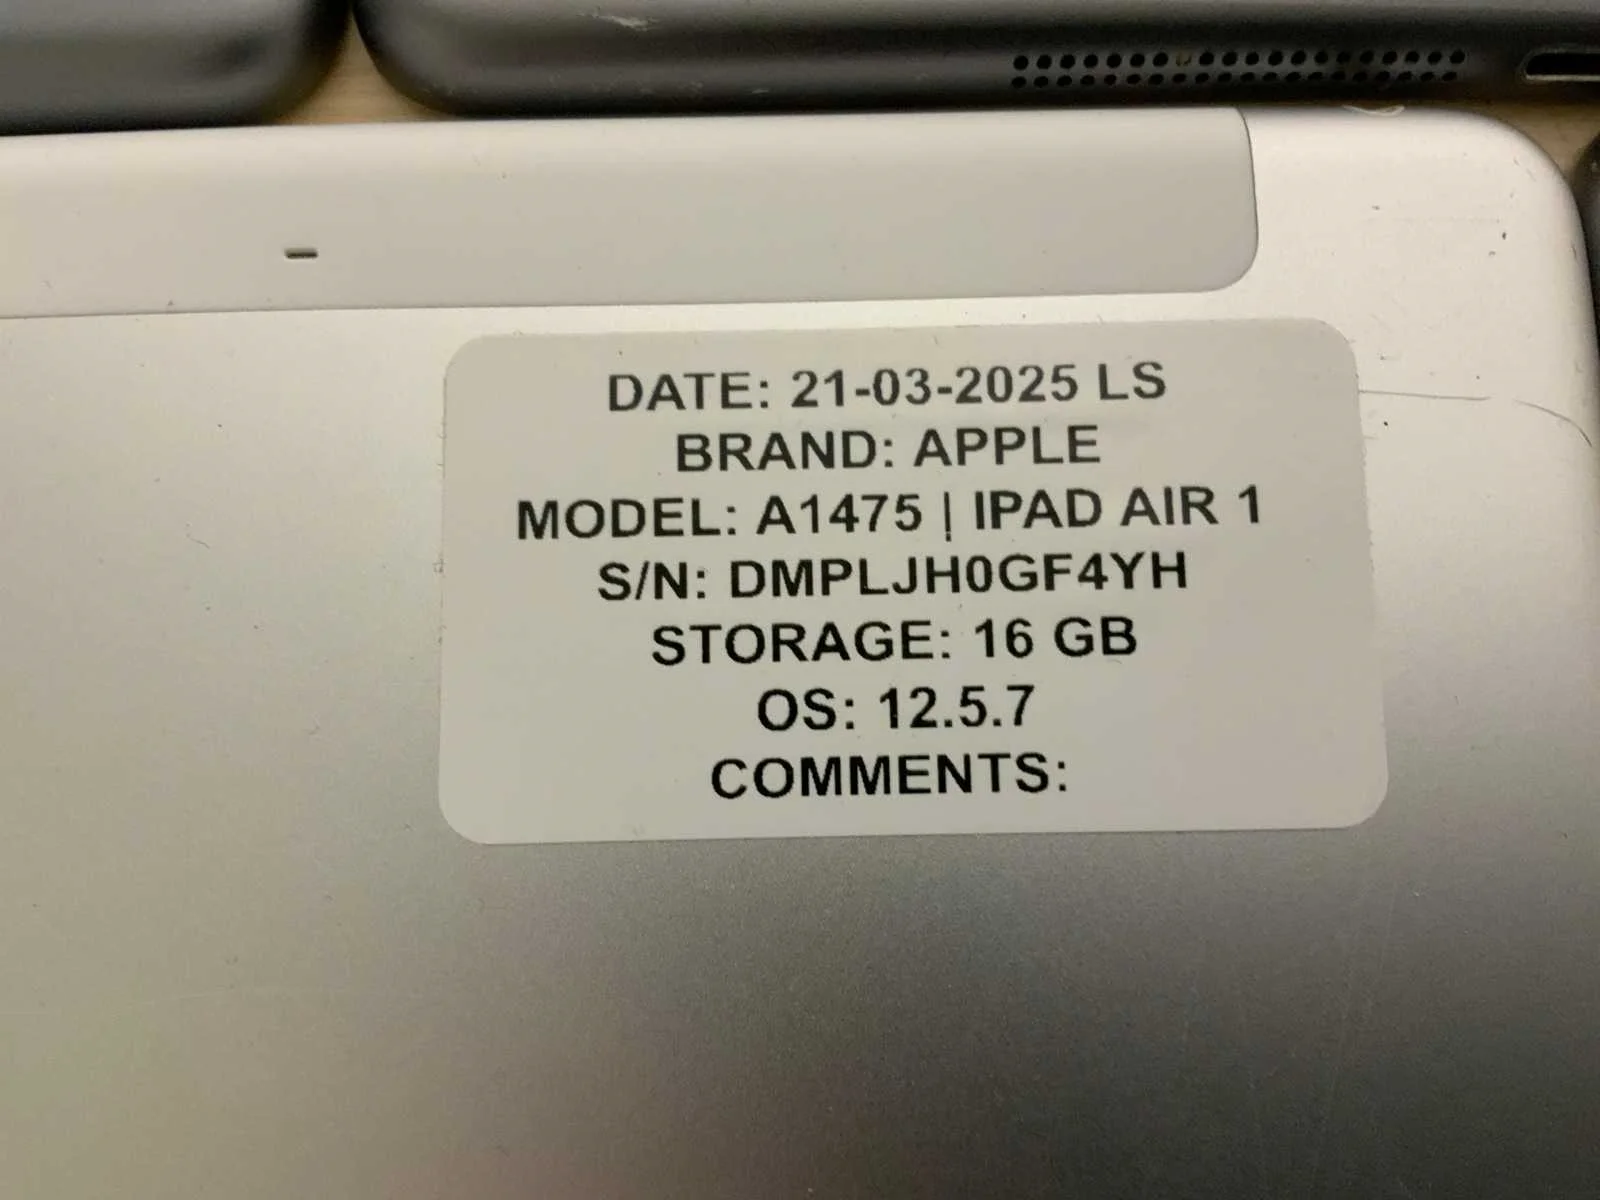 DATE: 21-03-2025 LS
BRAND: APPLE
MODEL: A1475 | IPAD AIR 1
S/N: DMPLJH0GF4YH
STORAGE: 16 GB
OS: 12.5.7
COMMENTS: